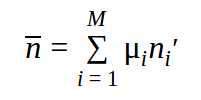 n̅ = M∑i = 1 μᵢnᵢ′